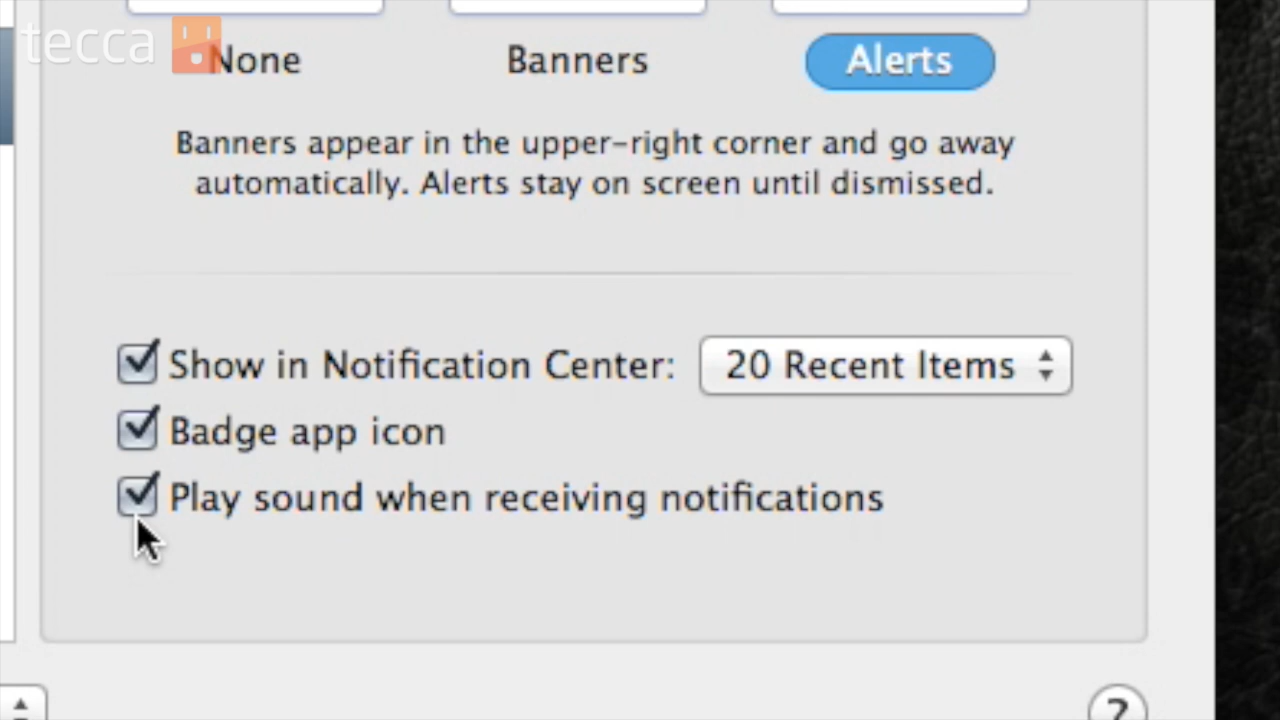 tecca
None Banners Alerts
Banners appear in the upper-right corner and go away
automatically. Alerts stay on screen until dismissed.
Show in Notification Center: 20 Recent Items
Badge app icon
Play sound when receiving notifications
?